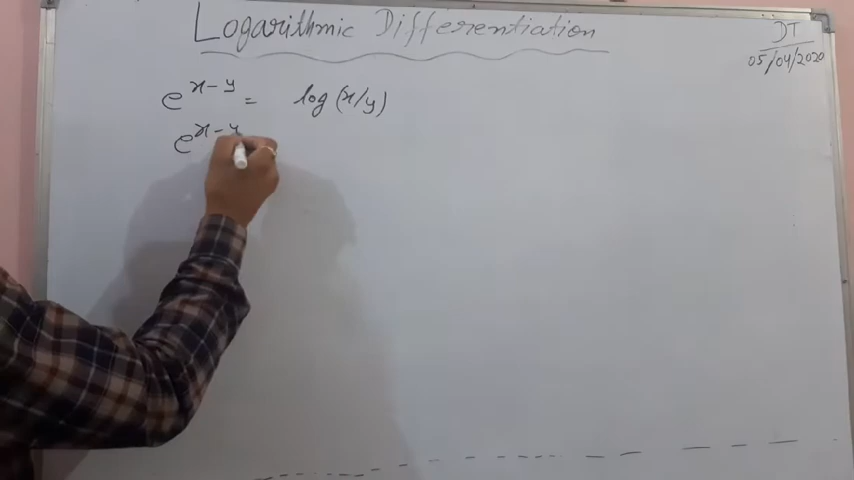 Logarithmic Differentiation
DT
05/04/2020
e^{x-y} = log (x/y)
e^{x-y}